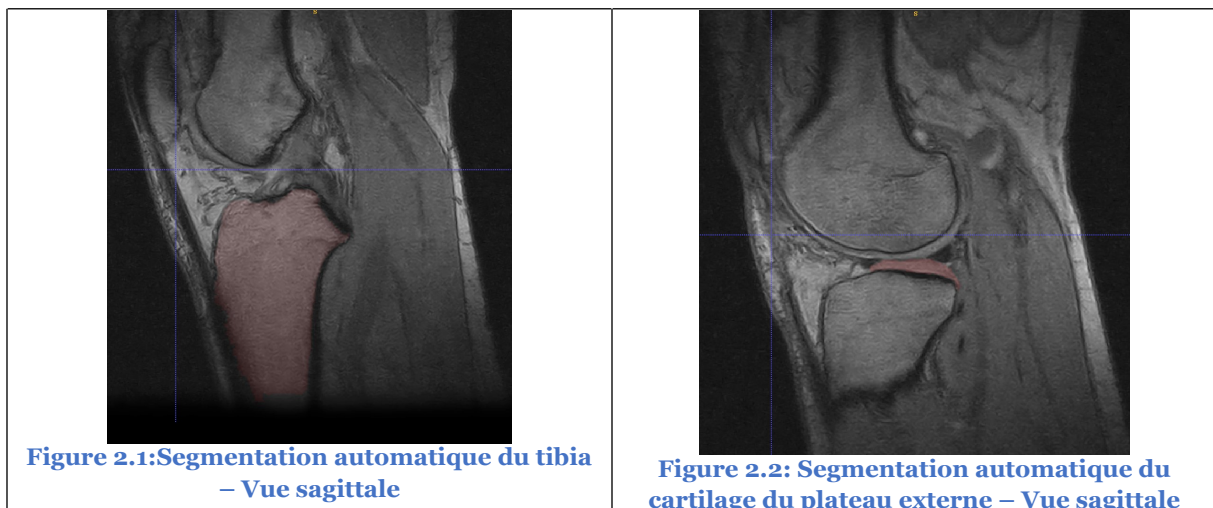 S
S
Figure 2.1:Segmentation automatique du tibia
– Vue sagittale
Figure 2.2: Segmentation automatique du
cartilage du plateau externe – Vue sagittale